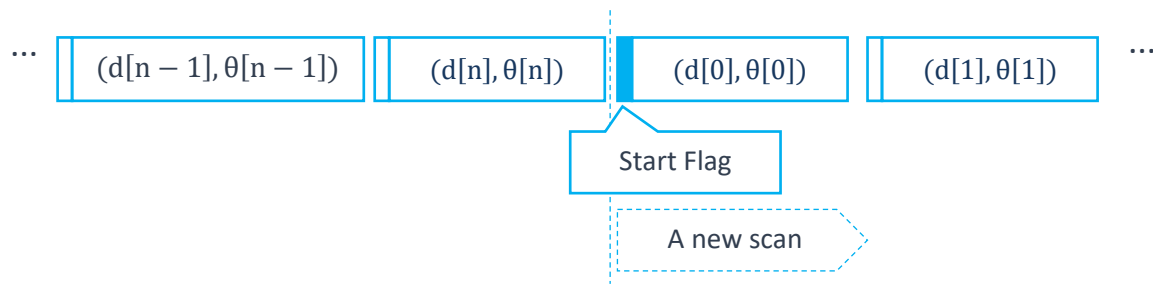 ... (d[n − 1], θ[n − 1]) (d[n], θ[n]) (d[0], θ[0]) (d[1], θ[1]) ...
Start Flag
A new scan